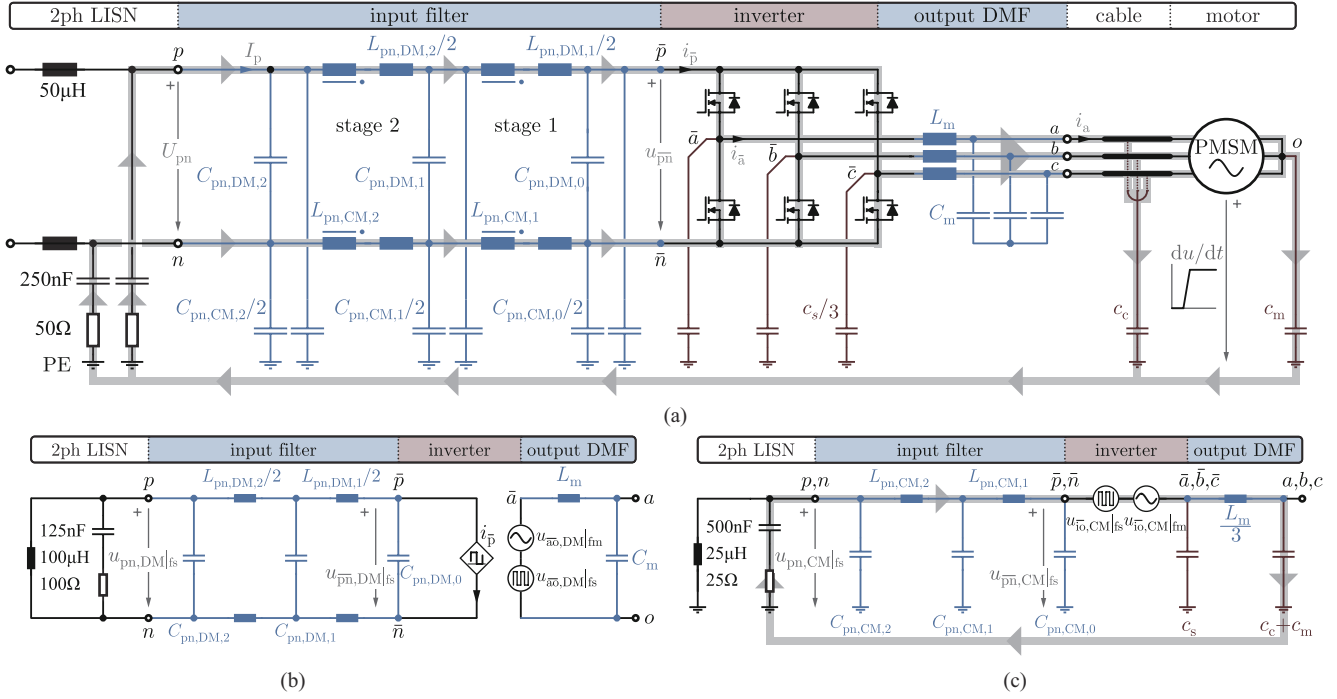 2ph LISN input filter inverter output DMF cable motor
p I_p L_pn,DM,2/2 L_pn,DM,1/2 p̄ i_p̄
50μH + +
stage 2 stage 1 L_m i_a
ā a
U_pn C_pn,DM,2 C_pn,DM,1 C_pn,DM,0 u_p̄n̄ i_ā b̄ b PMSM o
c̄ c
L_pn,CM,2 L_pn,CM,1 C_m +
n n̄
250nF du/dt
C_pn,CM,2/2 C_pn,CM,1/2 C_pn,CM,0/2 c_s/3 c_c c_m
50Ω
PE
(a)
2ph LISN input filter inverter output DMF
p L_pn,DM,2/2 L_pn,DM,1/2 p̄ L_m
+ + ā a
125nF i_p̄ u_āo,DM|fm
100μH u_pn,DM|fs u_p̄n̄,DM|fs C_pn,DM,0 C_m
100Ω u_āo,DM|fs
n n̄ o
C_pn,DM,2 C_pn,DM,1
(b)
2ph LISN input filter inverter output DMF
p,n L_pn,CM,2 L_pn,CM,1 p̄,n̄ ā,b̄,c̄ a,b,c
+ +
500nF u_īo,CM|fs u_īo,CM|fm L_m/3
25μH u_pn,CM|fs u_p̄n̄,CM|fs
25Ω
C_pn,CM,2 C_pn,CM,1 C_pn,CM,0 c_s c_c+c_m
(c)